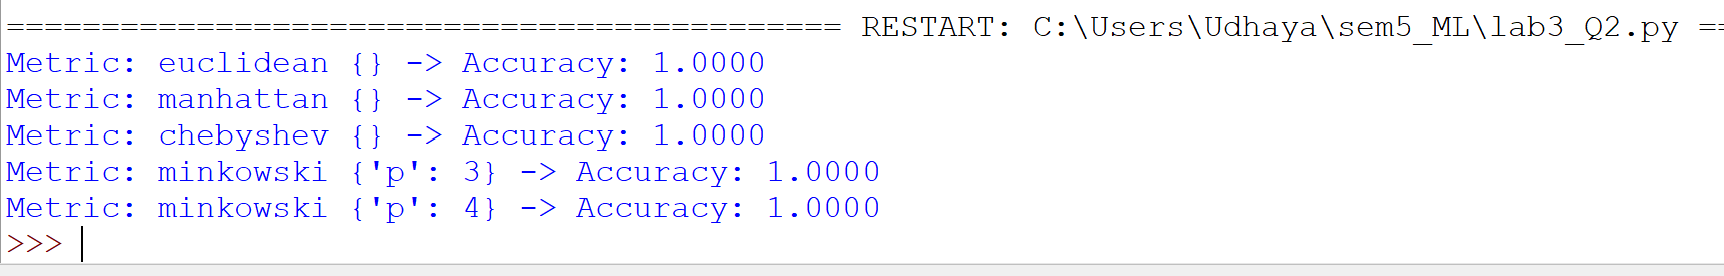 ============================================ RESTART: C:\Users\Udhaya\sem5_ML\lab3_Q2.py ==
Metric: euclidean {} -> Accuracy: 1.0000
Metric: manhattan {} -> Accuracy: 1.0000
Metric: chebyshev {} -> Accuracy: 1.0000
Metric: minkowski {'p': 3} -> Accuracy: 1.0000
Metric: minkowski {'p': 4} -> Accuracy: 1.0000
>>>